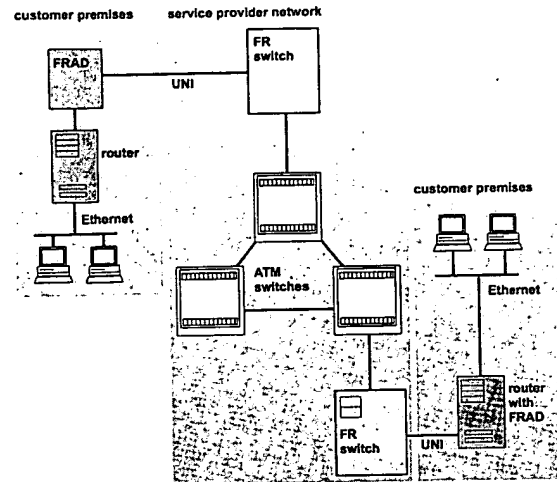 customer premises
service provider network
FRAD
UNI
FR
switch
router
Ethernet
customer premises
ATM
switches
Ethernet
FR
switch
UNI
router
with
FRAD